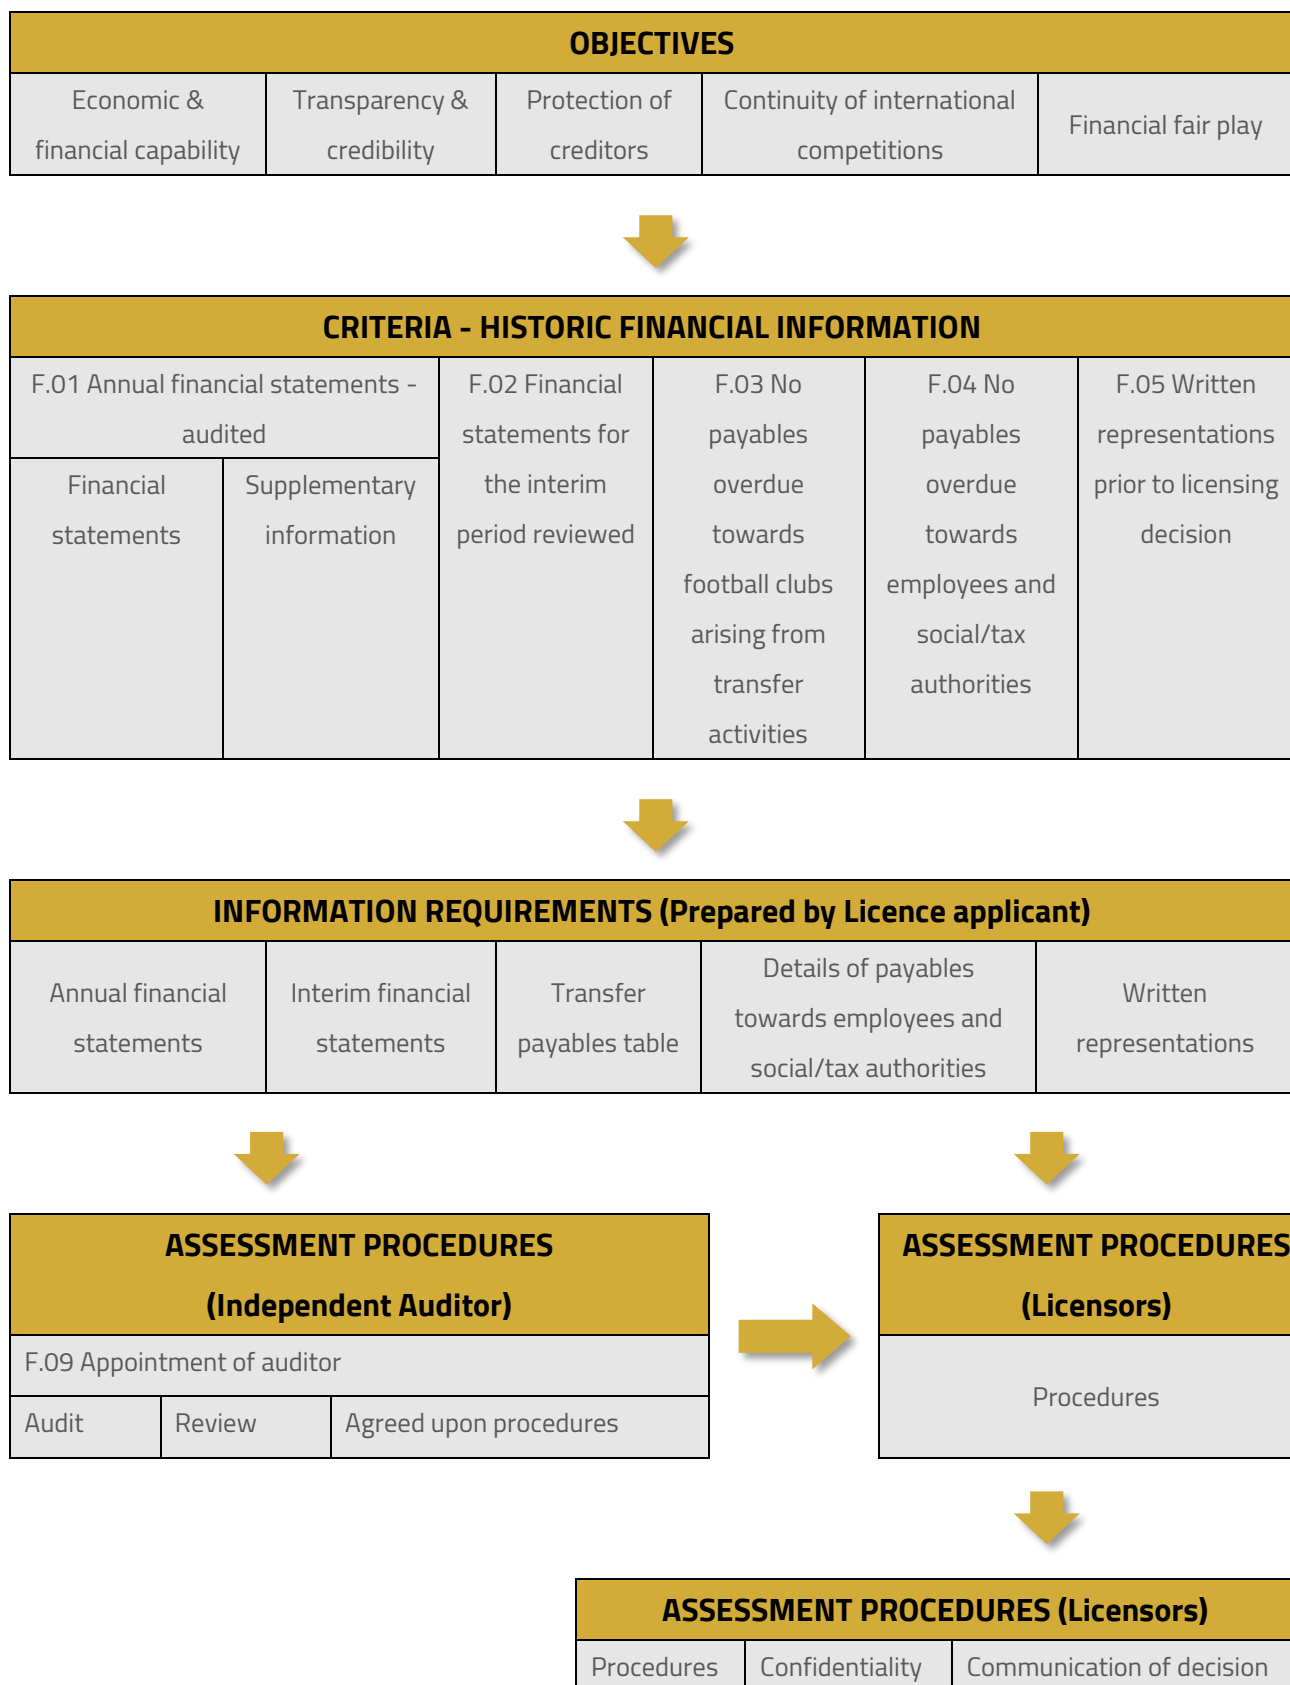 OBJECTIVES
Economic &
financial capability
Transparency &
credibility
Protection of
creditors
Continuity of international
competitions
Financial fair play
CRITERIA - HISTORIC FINANCIAL INFORMATION
F.01 Annual financial statements -
audited
Financial
statements
Supplementary
information
F.02 Financial
statements for
the interim
period reviewed
F.03 No
payables
overdue
towards
football clubs
arising from
transfer
activities
F.04 No
payables
overdue
towards
employees and
social/tax
authorities
F.05 Written
representations
prior to licensing
decision
INFORMATION REQUIREMENTS (Prepared by Licence applicant)
Annual financial
statements
Interim financial
statements
Transfer
payables table
Details of payables
towards employees and
social/tax authorities
Written
representations
ASSESSMENT PROCEDURES
(Independent Auditor)
F.09 Appointment of auditor
Audit
Review
Agreed upon procedures
ASSESSMENT PROCEDURES
(Licensors)
Procedures
ASSESSMENT PROCEDURES (Licensors)
Procedures
Confidentiality
Communication of decision